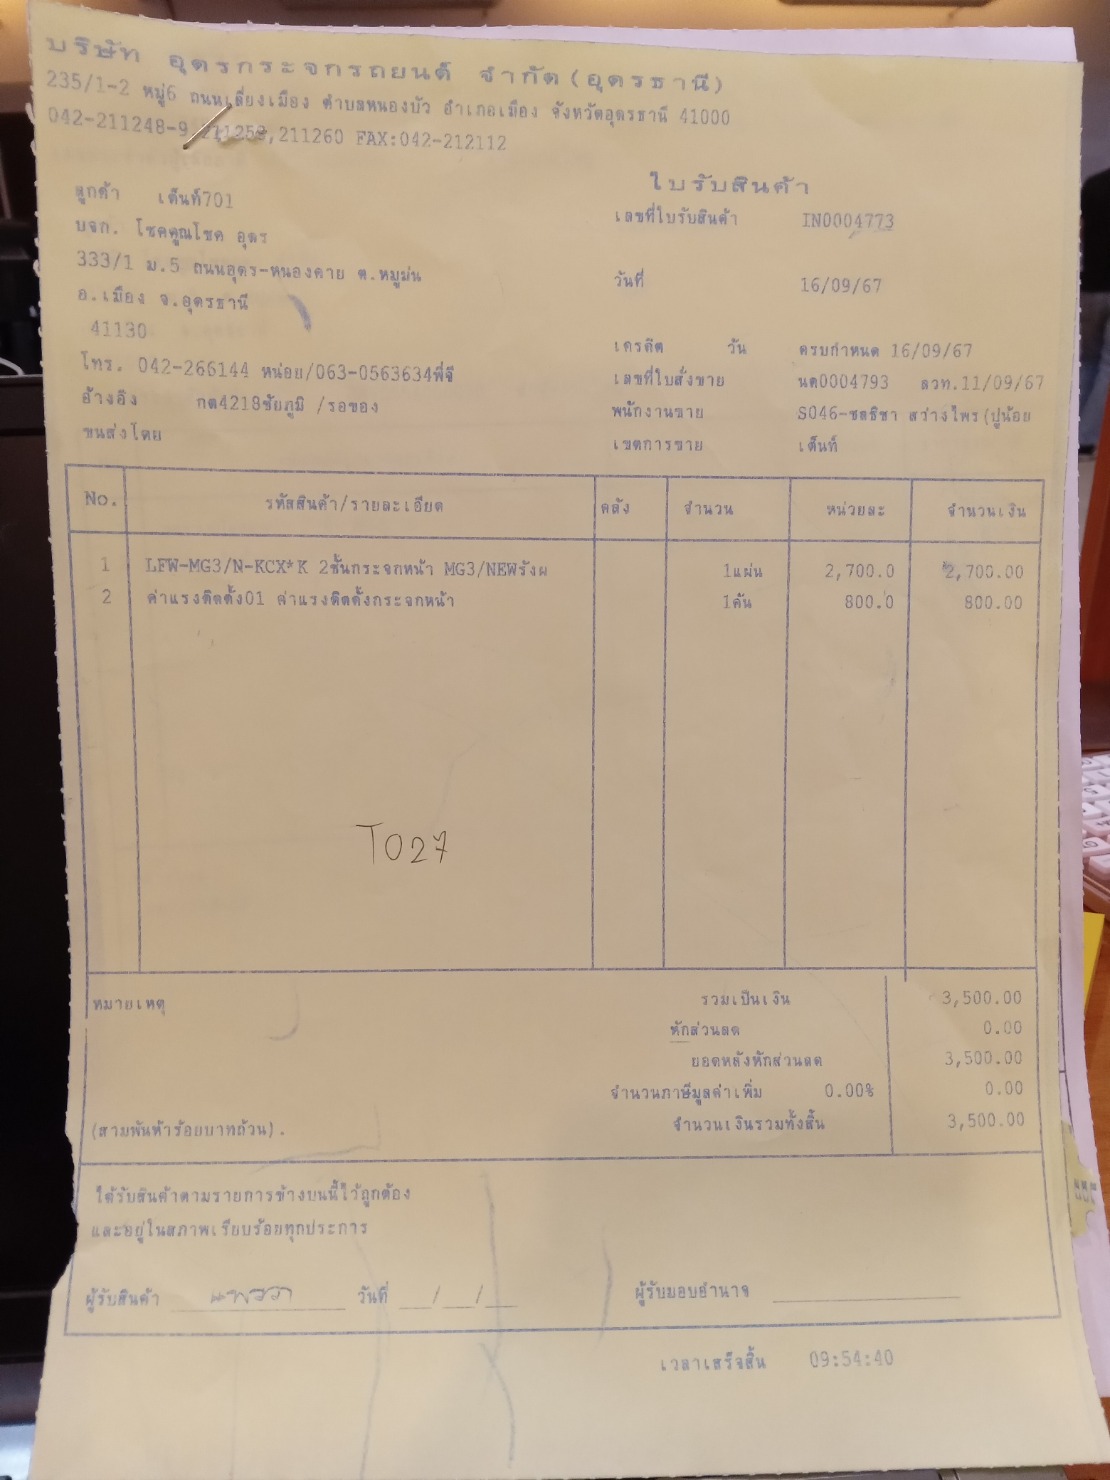 บริษัท อุดรกระจกรถยนต์ จำกัด(อุดรธานี)
235/1-2 หมู่6 ถนนเลี่ยงเมือง ตำบลหนองบัว อำเภอเมือง จังหวัดอุดรธานี 41000
042-211248-9,211259,211260 FAX:042-212112
ใบรับสินค้า
ลูกค้า เต็นท์701
เลขที่ใบรับสินค้า IN0004773
บจก. โชคคูณโชค อุดร
333/1 ม.5 ถนนอุดร-หนองคาย ต.หมูม่น
วันที่ 16/09/67
อ.เมือง จ.อุดรธานี
41130
เครดิต วัน ครบกำหนด 16/09/67
โทร. 042-266144 หน่อย/063-0563634พี่จี
เลขที่ใบสั่งขาย นด0004793 ลวท.11/09/67
อ้างอิง กต4218ชัยภูมิ /รอของ
พนักงานขาย S046-ชลธิชา สว่างไพร(ปูน้อย
ขนส่งโดย
เขตการขาย เต็นท์
No. รหัสสินค้า/รายละเอียด คลัง จำนวน หน่วยละ จำนวนเงิน
1 LFW-MG3/N-KCX*K 2ชั้นกระจกหน้า MG3/NEWรังผ 1แผ่น 2,700.0 2,700.00
2 ค่าแรงติดตั้ง01 ค่าแรงติดตั้งกระจกหน้า 1คัน 800.0 800.00
T027
หมายเหตุ
รวมเป็นเงิน 3,500.00
หักส่วนลด 0.00
ยอดหลังหักส่วนลด 3,500.00
จำนวนภาษีมูลค่าเพิ่ม 0.00% 0.00
(สามพันห้าร้อยบาทถ้วน). จำนวนเงินรวมทั้งสิ้น 3,500.00
ได้รับสินค้าตามรายการข้างบนนี้ไว้ถูกต้อง
และอยู่ในสภาพเรียบร้อยทุกประการ
ผู้รับสินค้า วันที่ __/__/__ ผู้รับมอบอำนาจ
เวลาเสร็จสิ้น 09:54:40